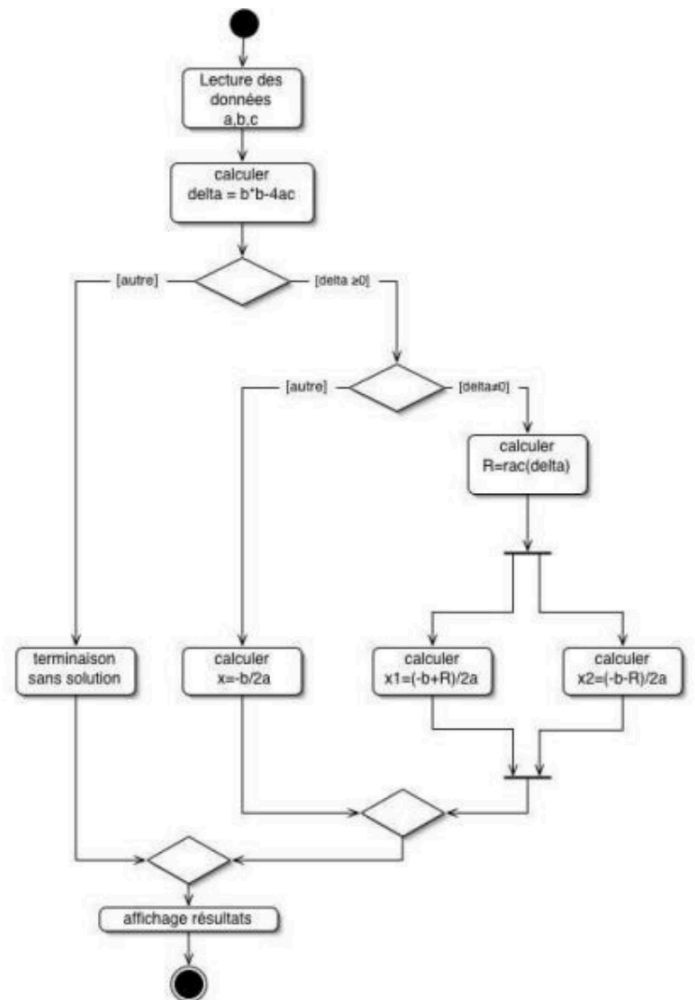 Lecture des
données
a,b,c
calculer
delta = b*b-4ac
[autre]
[delta ≥0]
[autre]
[delta≠0]
calculer
R=rac(delta)
terminaison
sans solution
calculer
x=-b/2a
calculer
x1=(-b+R)/2a
calculer
x2=(-b-R)/2a
affichage résultats